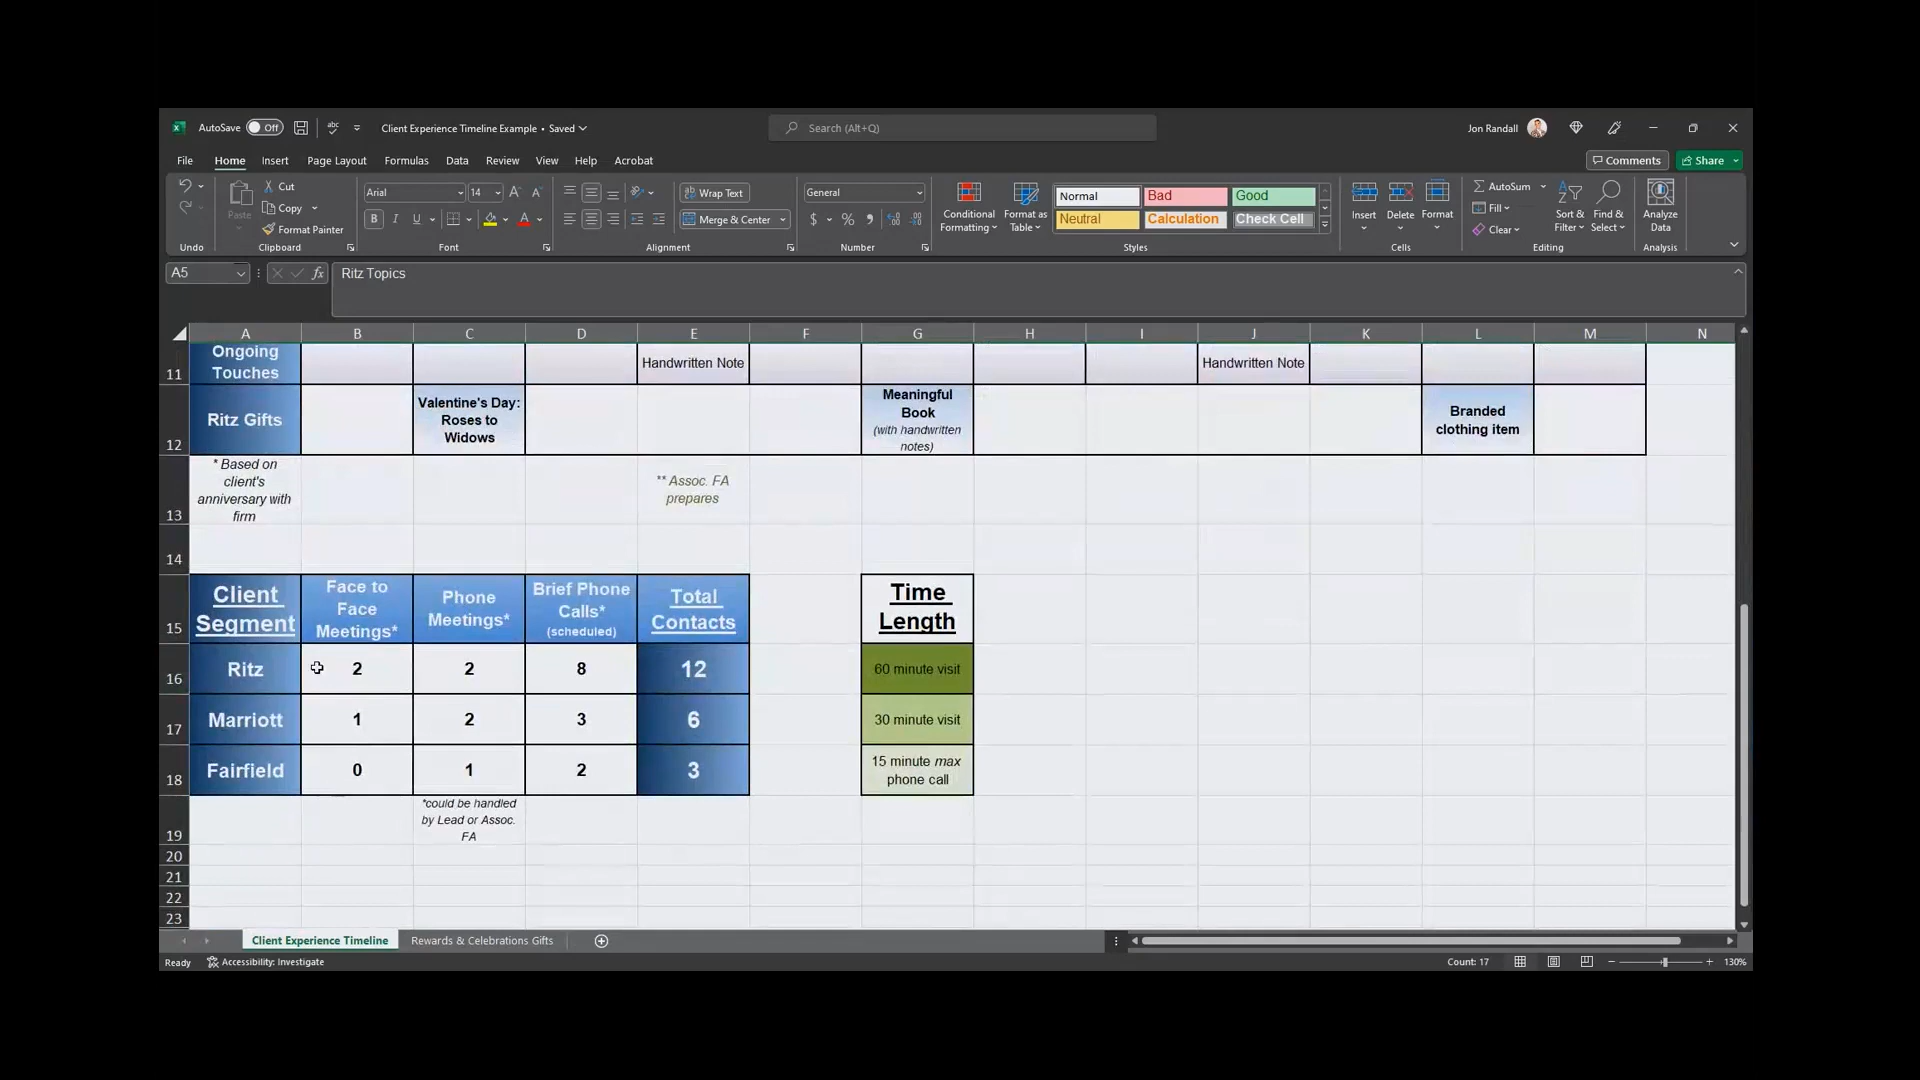 AutoSave Off abc Client Experience Timeline Example • Saved Search (Alt+Q) Jon Randall
File Home Insert Page Layout Formulas Data Review View Help Acrobat Comments Share
Paste Cut Arial 14 Wrap Text General Conditional Formatting Format as Table Normal Bad Good Insert Delete Format AutoSum Sort & Filter Find & Select Analyze Data
Copy B I U A Merge & Center $ % Neutral Calculation Check Cell Fill
Format Painter Clear
Undo Clipboard Font Alignment Number Styles Cells Editing Analysis
A5 fx Ritz Topics
A B C D E F G H I J K L M N
11 Ongoing Touches Handwritten Note Handwritten Note
12 Ritz Gifts Valentine's Day: Roses to Widows Meaningful Book (with handwritten notes) Branded clothing item
13 * Based on client's anniversary with firm ** Assoc. FA prepares
14
15 Client Segment Face to Face Meetings* Phone Meetings* Brief Phone Calls* (scheduled) Total Contacts Time Length
16 Ritz 2 2 8 12 60 minute visit
17 Marriott 1 2 3 6 30 minute visit
18 Fairfield 0 1 2 3 15 minute max phone call
19 *could be handled by Lead or Assoc. FA
20
21
22
23
Client Experience Timeline Rewards & Celebrations Gifts
Ready Accessibility: Investigate Count: 17 130%